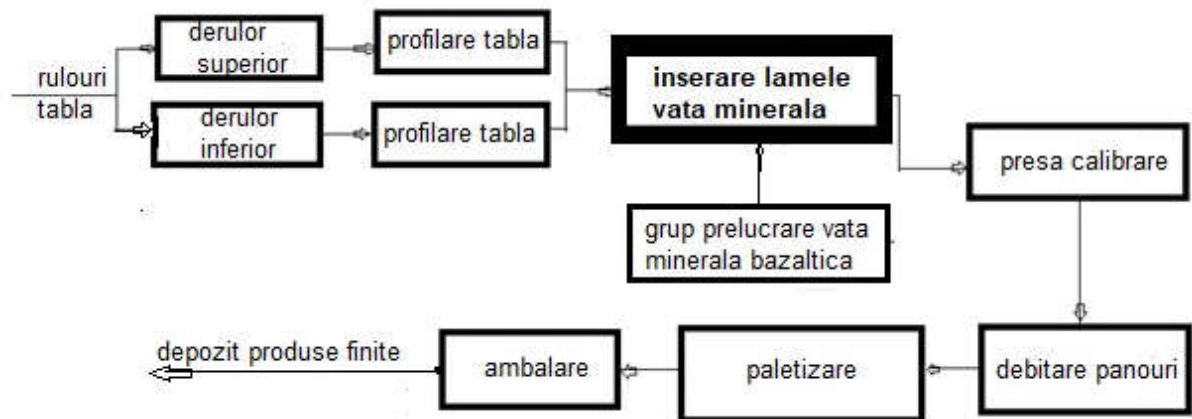 rulouri
tabla
derulor
superior
profilare tabla
derulor
inferior
profilare tabla
inserare lamele
vata minerala
grup prelucrare vata
minerala bazaltica
presa calibrare
debitare panouri
paletizare
ambalare
depozit produse finite